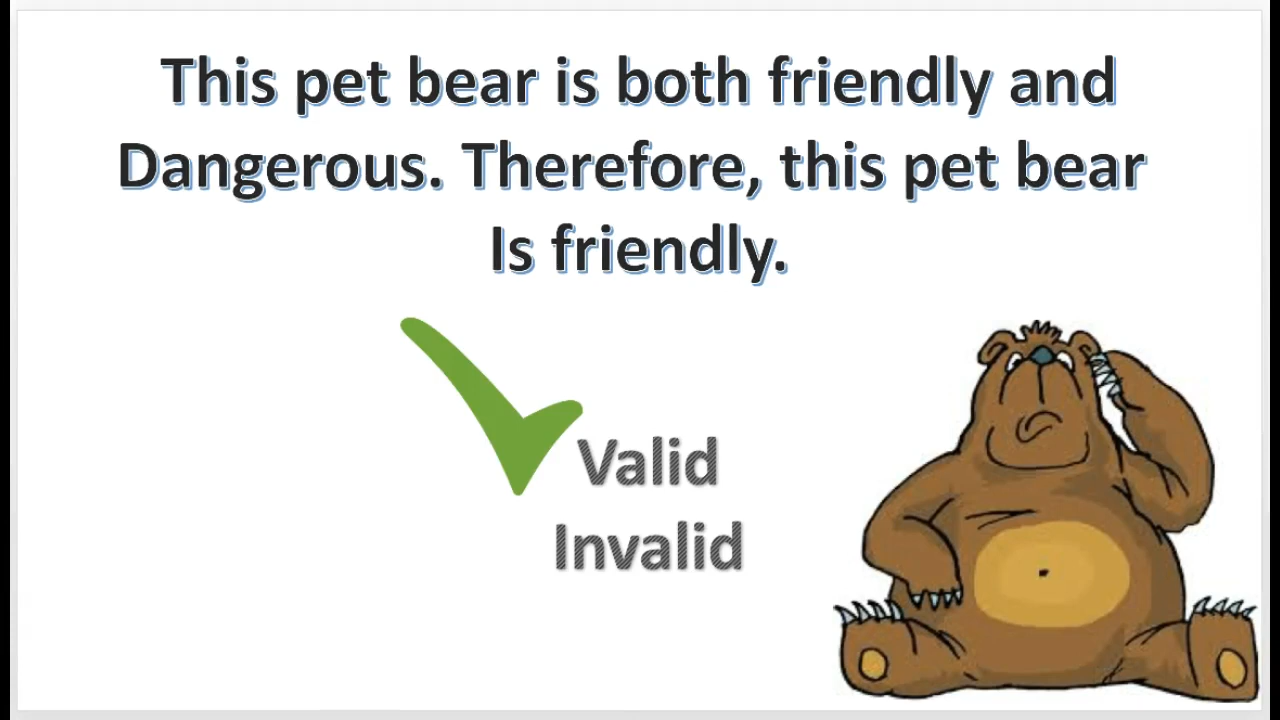 This pet bear is both friendly and
Dangerous. Therefore, this pet bear
Is friendly.
Valid
Invalid